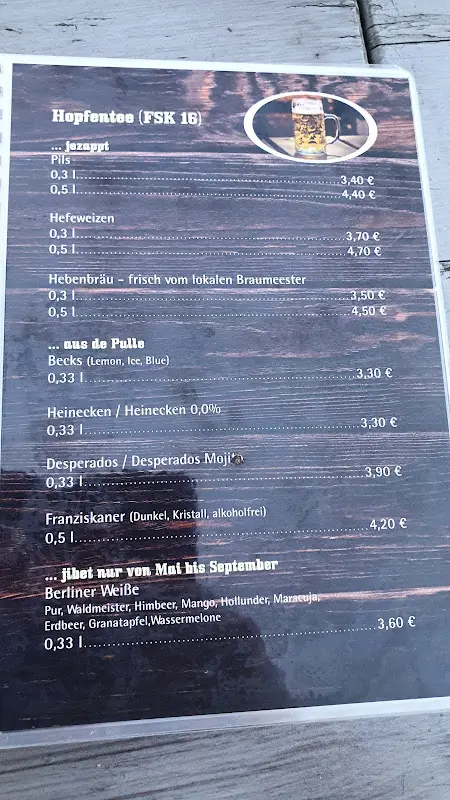 Hopfentee (FSK 16)
... jezappt
Pils
0,3 l........................................3,40 €
0,5 l........................................4,40 €
Hefeweizen
0,3 l........................................3,70 €
0,5 l........................................4,70 €
Hebenbräu – frisch vom lokalen Braumeester
0,3 l........................................3,50 €
0,5 l........................................4,50 €
... aus de Pulle
Becks (Lemon, Ice, Blue)
0,33 l........................................3,30 €
Heinecken / Heinecken 0,0%
0,33 l........................................3,30 €
Desperados / Desperados Mojito
0,33 l........................................3,90 €
Franziskaner (Dunkel, Kristall, alkoholfrei)
0,5 l........................................4,20 €
... jibet nur von Mai bis September
Berliner Weiße
Pur, Waldmeister, Himbeer, Mango, Hollunder, Maracuja,
Erdbeer, Granatapfel,Wassermelone
0,33 l........................................3,60 €